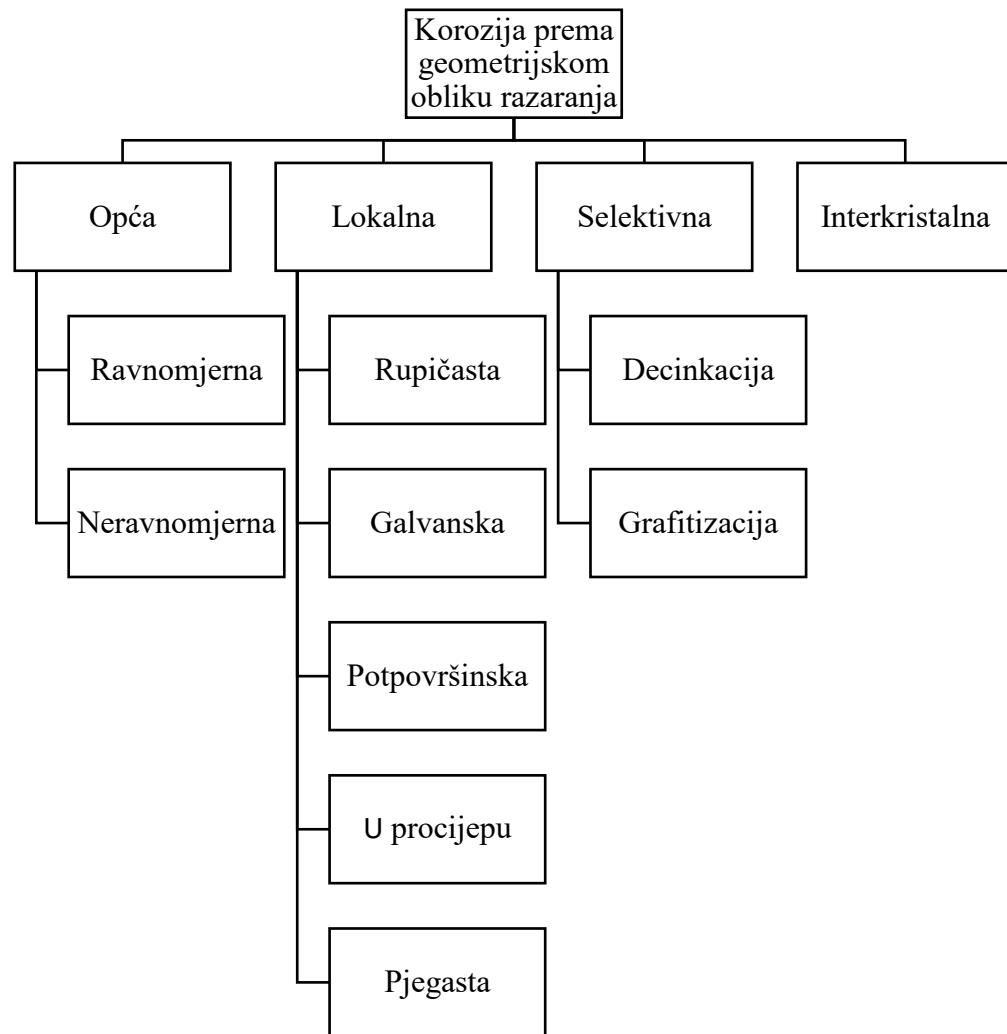 Korozija prema
geometrijskom
obliku razaranja
Opća
Lokalna
Selektivna
Interkristalna
Ravnomjerna
Rupičasta
Decinkacija
Neravnomjerna
Galvanska
Grafitizacija
Potpovršinska
U procijepu
Pjegasta